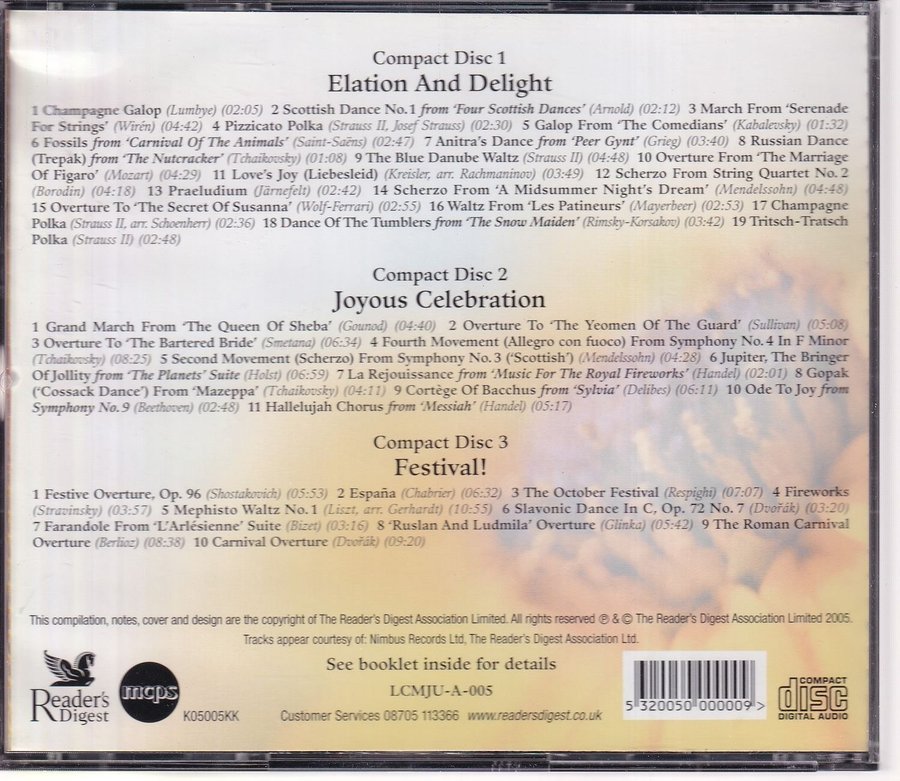 Compact Disc 1
Elation And Delight
1 Champagne Galop (Lumbye) (02:05) 2 Scottish Dance No.1 from 'Four Scottish Dances' (Arnold) (02:12) 3 March From 'Serenade
For Strings' (Wirén) (04:42) 4 Pizzicato Polka (Strauss II, Josef Strauss) (02:30) 5 Galop From 'The Comedians' (Kabalevsky) (01:32)
6 Fossils from 'Carnival Of The Animals' (Saint-Saëns) (02:47) 7 Anitra's Dance from 'Peer Gynt' (Grieg) (03:40) 8 Russian Dance
(Trepák) from 'The Nutcracker' (Tchaikovsky) (01:08) 9 The Blue Danube Waltz (Strauss II) (04:48) 10 Overture From 'The Marriage
Of Figaro' (Mozart) (04:29) 11 Love's Joy (Liebesleid) (Kreisler, arr. Rachmaninov) (03:49) 12 Scherzo From String Quartet No.2
(Borodin) (04:18) 13 Praeludium (Järnefelt) (02:42) 14 Scherzo From 'A Midsummer Night's Dream' (Mendelssohn) (04:48)
15 Overture To 'The Secret Of Susanna' (Wolf-Ferrari) (02:55) 16 Waltz From 'Les Patineurs' (Mayerbeer) (02:53) 17 Champagne
Polka (Strauss II, arr. Schoenherr) (02:36) 18 Dance Of The Tumblers from 'The Snow Maiden' (Rimsky-Korsakov) (03:42) 19 Tritsch-Tratsch
Polka (Strauss II) (02:48)
Compact Disc 2
Joyous Celebration
1 Grand March From 'The Queen Of Sheba' (Gounod) (04:40) 2 Overture To 'The Yeomen Of The Guard' (Sullivan) (05:08)
3 Overture To 'The Bartered Bride' (Smetana) (06:34) 4 Fourth Movement (Allegro con fuoco) From Symphony No.4 In F Minor
(Tchaikovsky) (08:25) 5 Second Movement (Scherzo) From Symphony No.3 ('Scottish') (Mendelssohn) (04:28) 6 Jupiter, The Bringer
Of Jollity from 'The Planets' Suite (Holst) (06:59) 7 La Rejouissance from 'Music For The Royal Fireworks' (Handel) (02:01) 8 Gopak
('Cossack Dance') From 'Mazeppa' (Tchaikovsky) (04:11) 9 Cortège Of Bacchus from 'Sylvia' (Delibes) (06:11) 10 Ode To Joy from
Symphony No.9 (Beethoven) (02:48) 11 Hallelujah Chorus from 'Messiah' (Handel) (05:17)
Compact Disc 3
Festival!
1 Festive Overture, Op. 96 (Shostakovich) (05:53) 2 España (Chabrier) (06:32) 3 The October Festival (Respighi) (07:07) 4 Fireworks
(Stravinsky) (03:57) 5 Mephisto Waltz No.1 (Liszt, arr. Gerhardt) (10:55) 6 Slavonic Dance In C, Op. 72 No. 7 (Dvořák) (03:20)
7 Farandole From 'L'Arlésienne' Suite (Bizet) (03:16) 8 'Ruslan And Ludmila' Overture (Glinka) (05:42) 9 The Roman Carnival
Overture (Berlioz) (08:38) 10 Carnival Overture (Dvořák) (09:20)
This compilation, notes, cover and design are the copyright of The Reader's Digest Association Limited. All rights reserved ℗ & © The Reader's Digest Association Limited 2005.
Tracks appear courtesy of: Nimbus Records Ltd, The Reader's Digest Association Ltd.
See booklet inside for details
LCMJU-A-005
Reader's
Digest
mcps
K05005KK
Customer Services 08705 113366 www.readersdigest.co.uk
5 320050 000009 >
COMPACT
disc
DIGITAL AUDIO